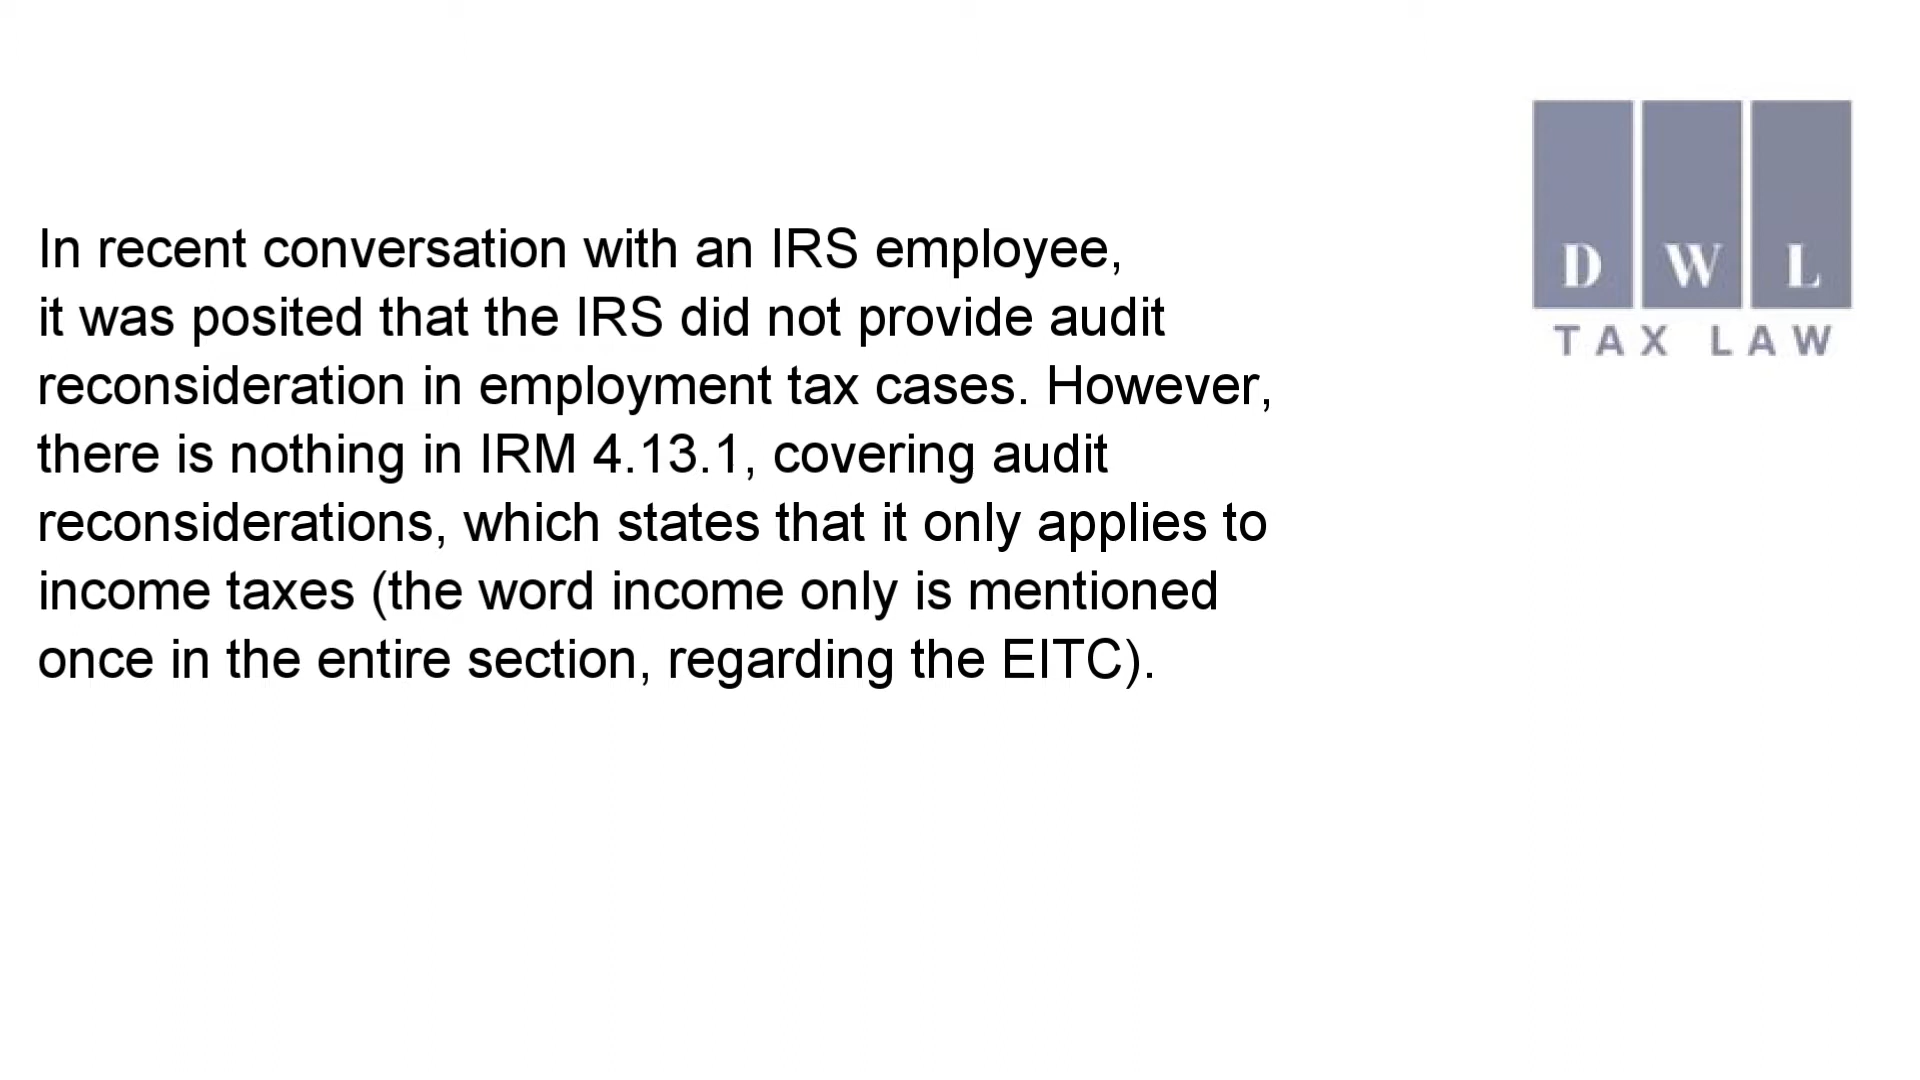 In recent conversation with an IRS employee,
it was posited that the IRS did not provide audit
reconsideration in employment tax cases. However,
there is nothing in IRM 4.13.1, covering audit
reconsiderations, which states that it only applies to
income taxes (the word income only is mentioned
once in the entire section, regarding the EITC).
D W L
TAX LAW